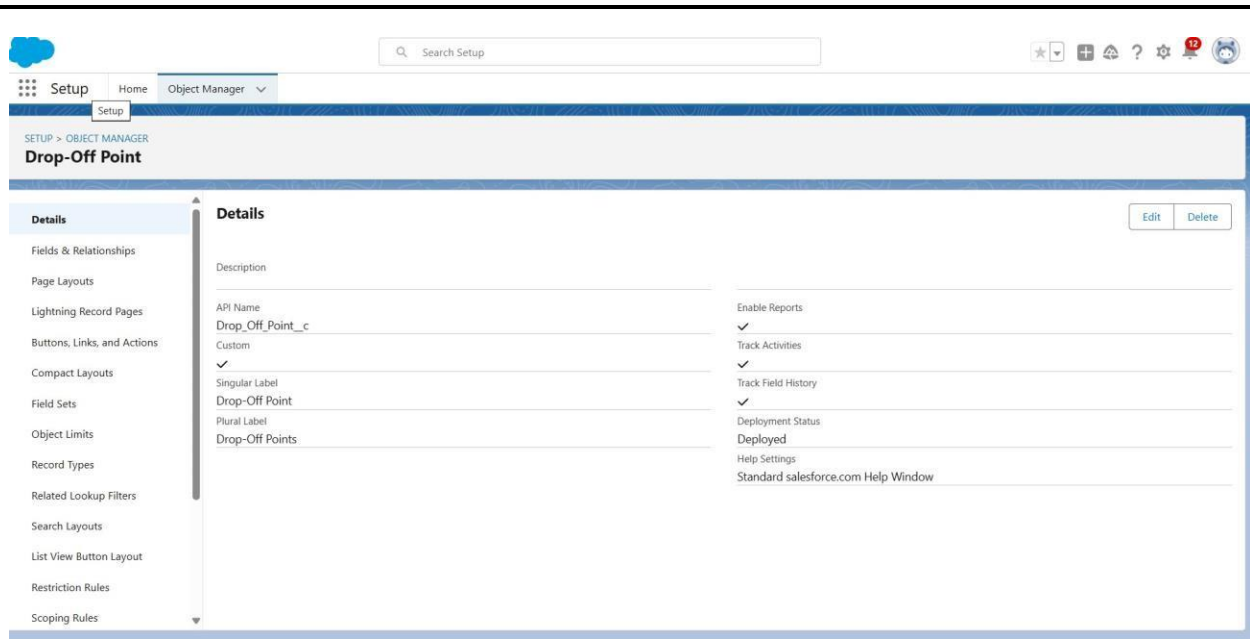 Search Setup
12
Setup
Home
Object Manager
Setup
SETUP > OBJECT MANAGER
Drop-Off Point
Details
Fields & Relationships
Page Layouts
Lightning Record Pages
Buttons, Links, and Actions
Compact Layouts
Field Sets
Object Limits
Record Types
Related Lookup Filters
Search Layouts
List View Button Layout
Restriction Rules
Scoping Rules
Details
Edit
Delete
Description
API Name
Drop_Off_Point__c
Custom
Singular Label
Drop-Off Point
Plural Label
Drop-Off Points
Enable Reports
Track Activities
Track Field History
Deployment Status
Deployed
Help Settings
Standard salesforce.com Help Window